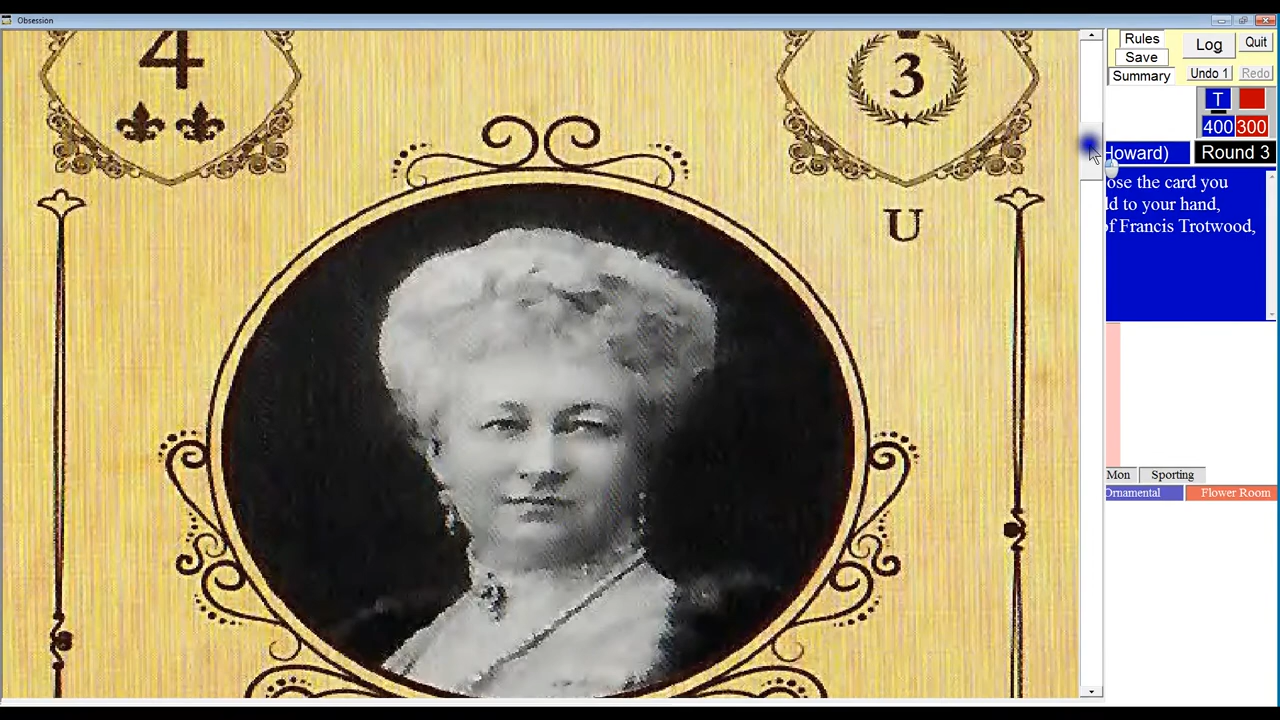 Obsession
4
3
U
Rules
Save
Summary
Log
Quit
Undo 1
Redo
T
400
300
Howard)
Round 3
ose the card you
ld to your hand,
of Francis Trotwood,
Mon
Sporting
Ornamental
Flower Room